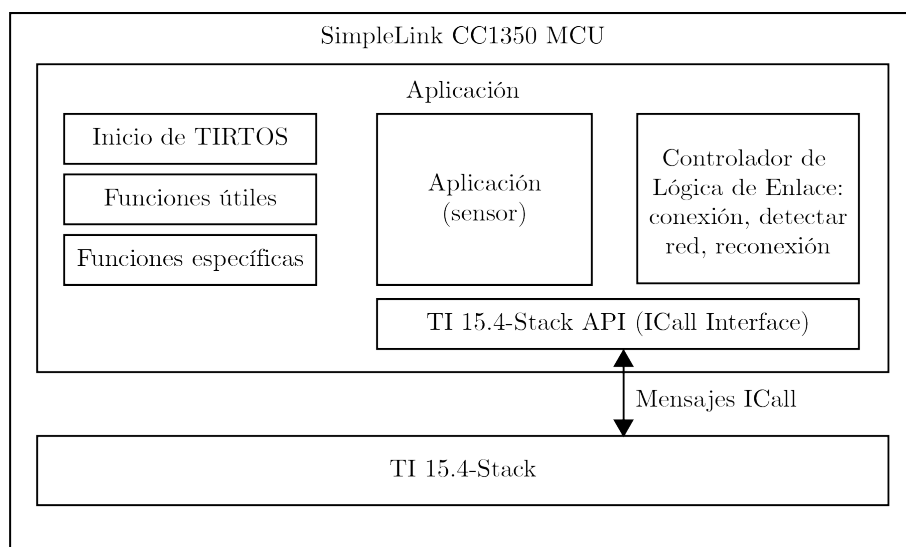 SimpleLink CC1350 MCU
Aplicación
Inicio de TIRTOS
Funciones útiles
Funciones específicas
Aplicación
(sensor)
Controlador de
Lógica de Enlace:
conexión, detectar
red, reconexión
TI 15.4-Stack API (ICall Interface)
Mensajes ICall
TI 15.4-Stack